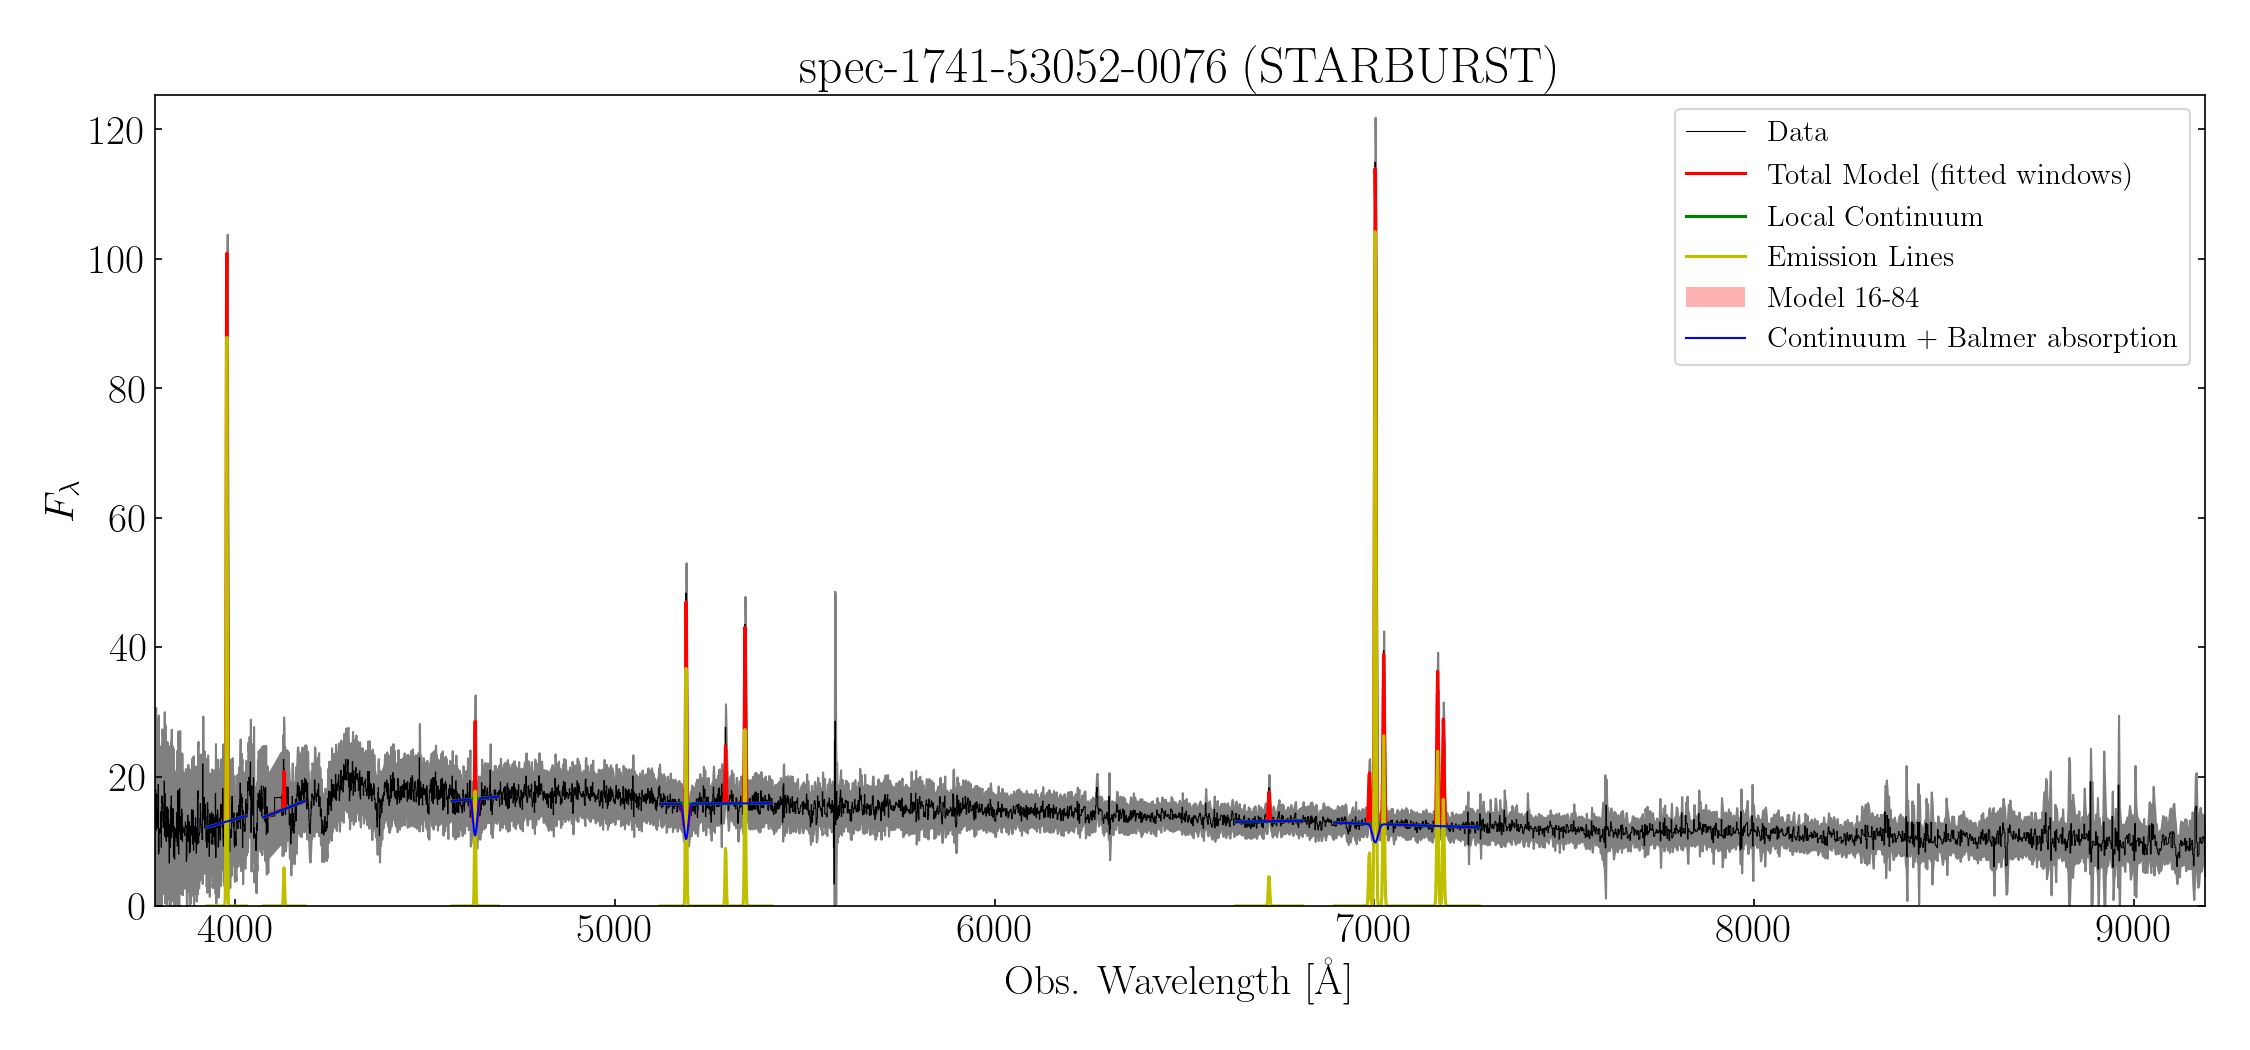 spec-1741-53052-0076 (STARBURST)
120
100
80
60
40
20
0
F_λ
Data
Total Model (fitted windows)
Local Continuum
Emission Lines
Model 16-84
Continuum + Balmer absorption
4000 5000 6000 7000 8000 9000
Obs. Wavelength [Å]